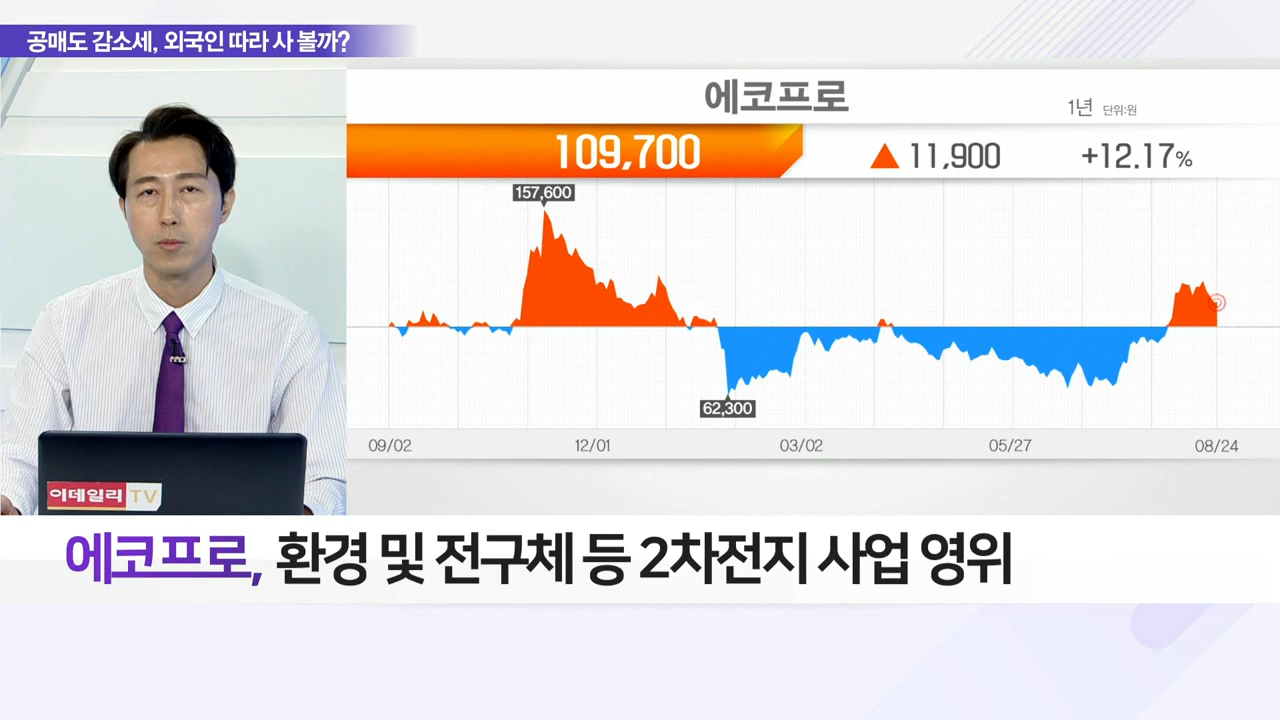 공매도 감소세, 외국인 따라 사 볼까?
에코프로
1년 단위:원
109,700 ▲ 11,900 +12.17%
157,600
62,300
09/02 12/01 03/02 05/27 08/24
이데일리 TV
에코프로, 환경 및 전구체 등 2차전지 사업 영위